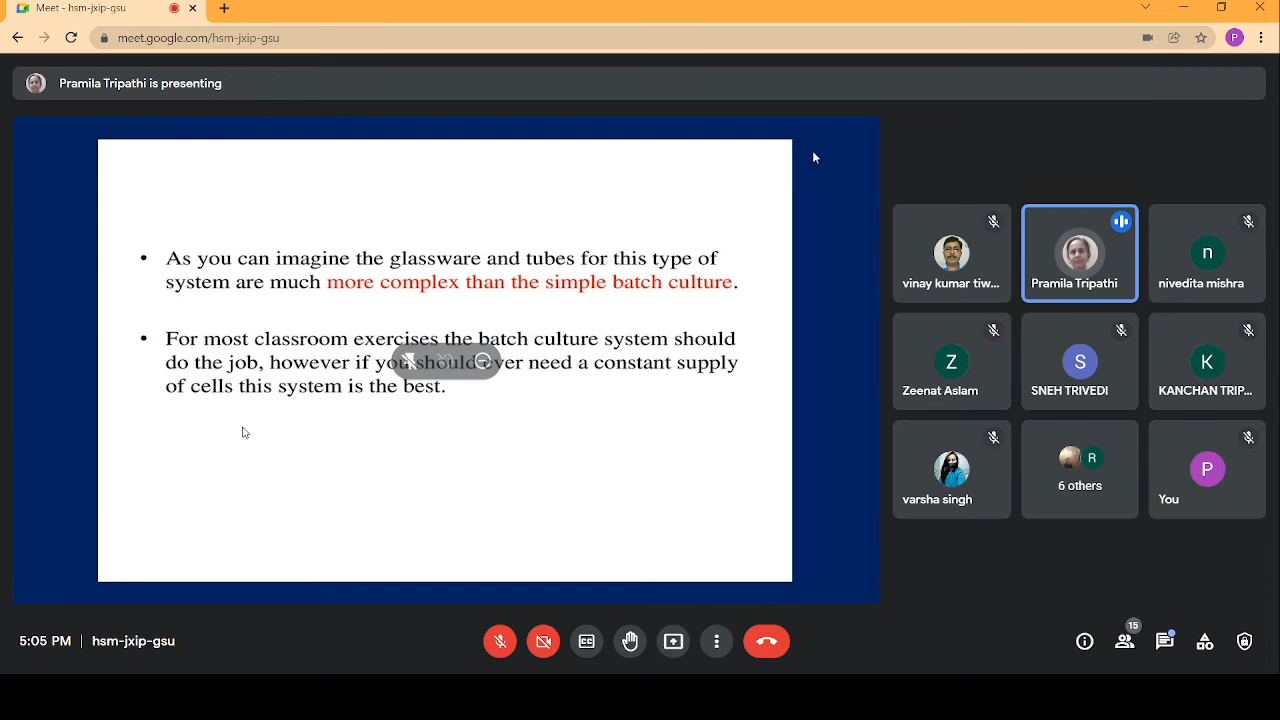 Meet - hsm-jxip-gsu
meet.google.com/hsm-jxip-gsu
P
Pramila Tripathi is presenting
• As you can imagine the glassware and tubes for this type of
system are much more complex than the simple batch culture.
• For most classroom exercises the batch culture system should
do the job, however if you should ever need a constant supply
of cells this system is the best.
vinay kumar tiw...
Pramila Tripathi
n
nivedita mishra
Z
Zeenat Aslam
S
SNEH TRIVEDI
K
KANCHAN TRIP...
varsha singh
R
6 others
P
You
5:05 PM | hsm-jxip-gsu
15